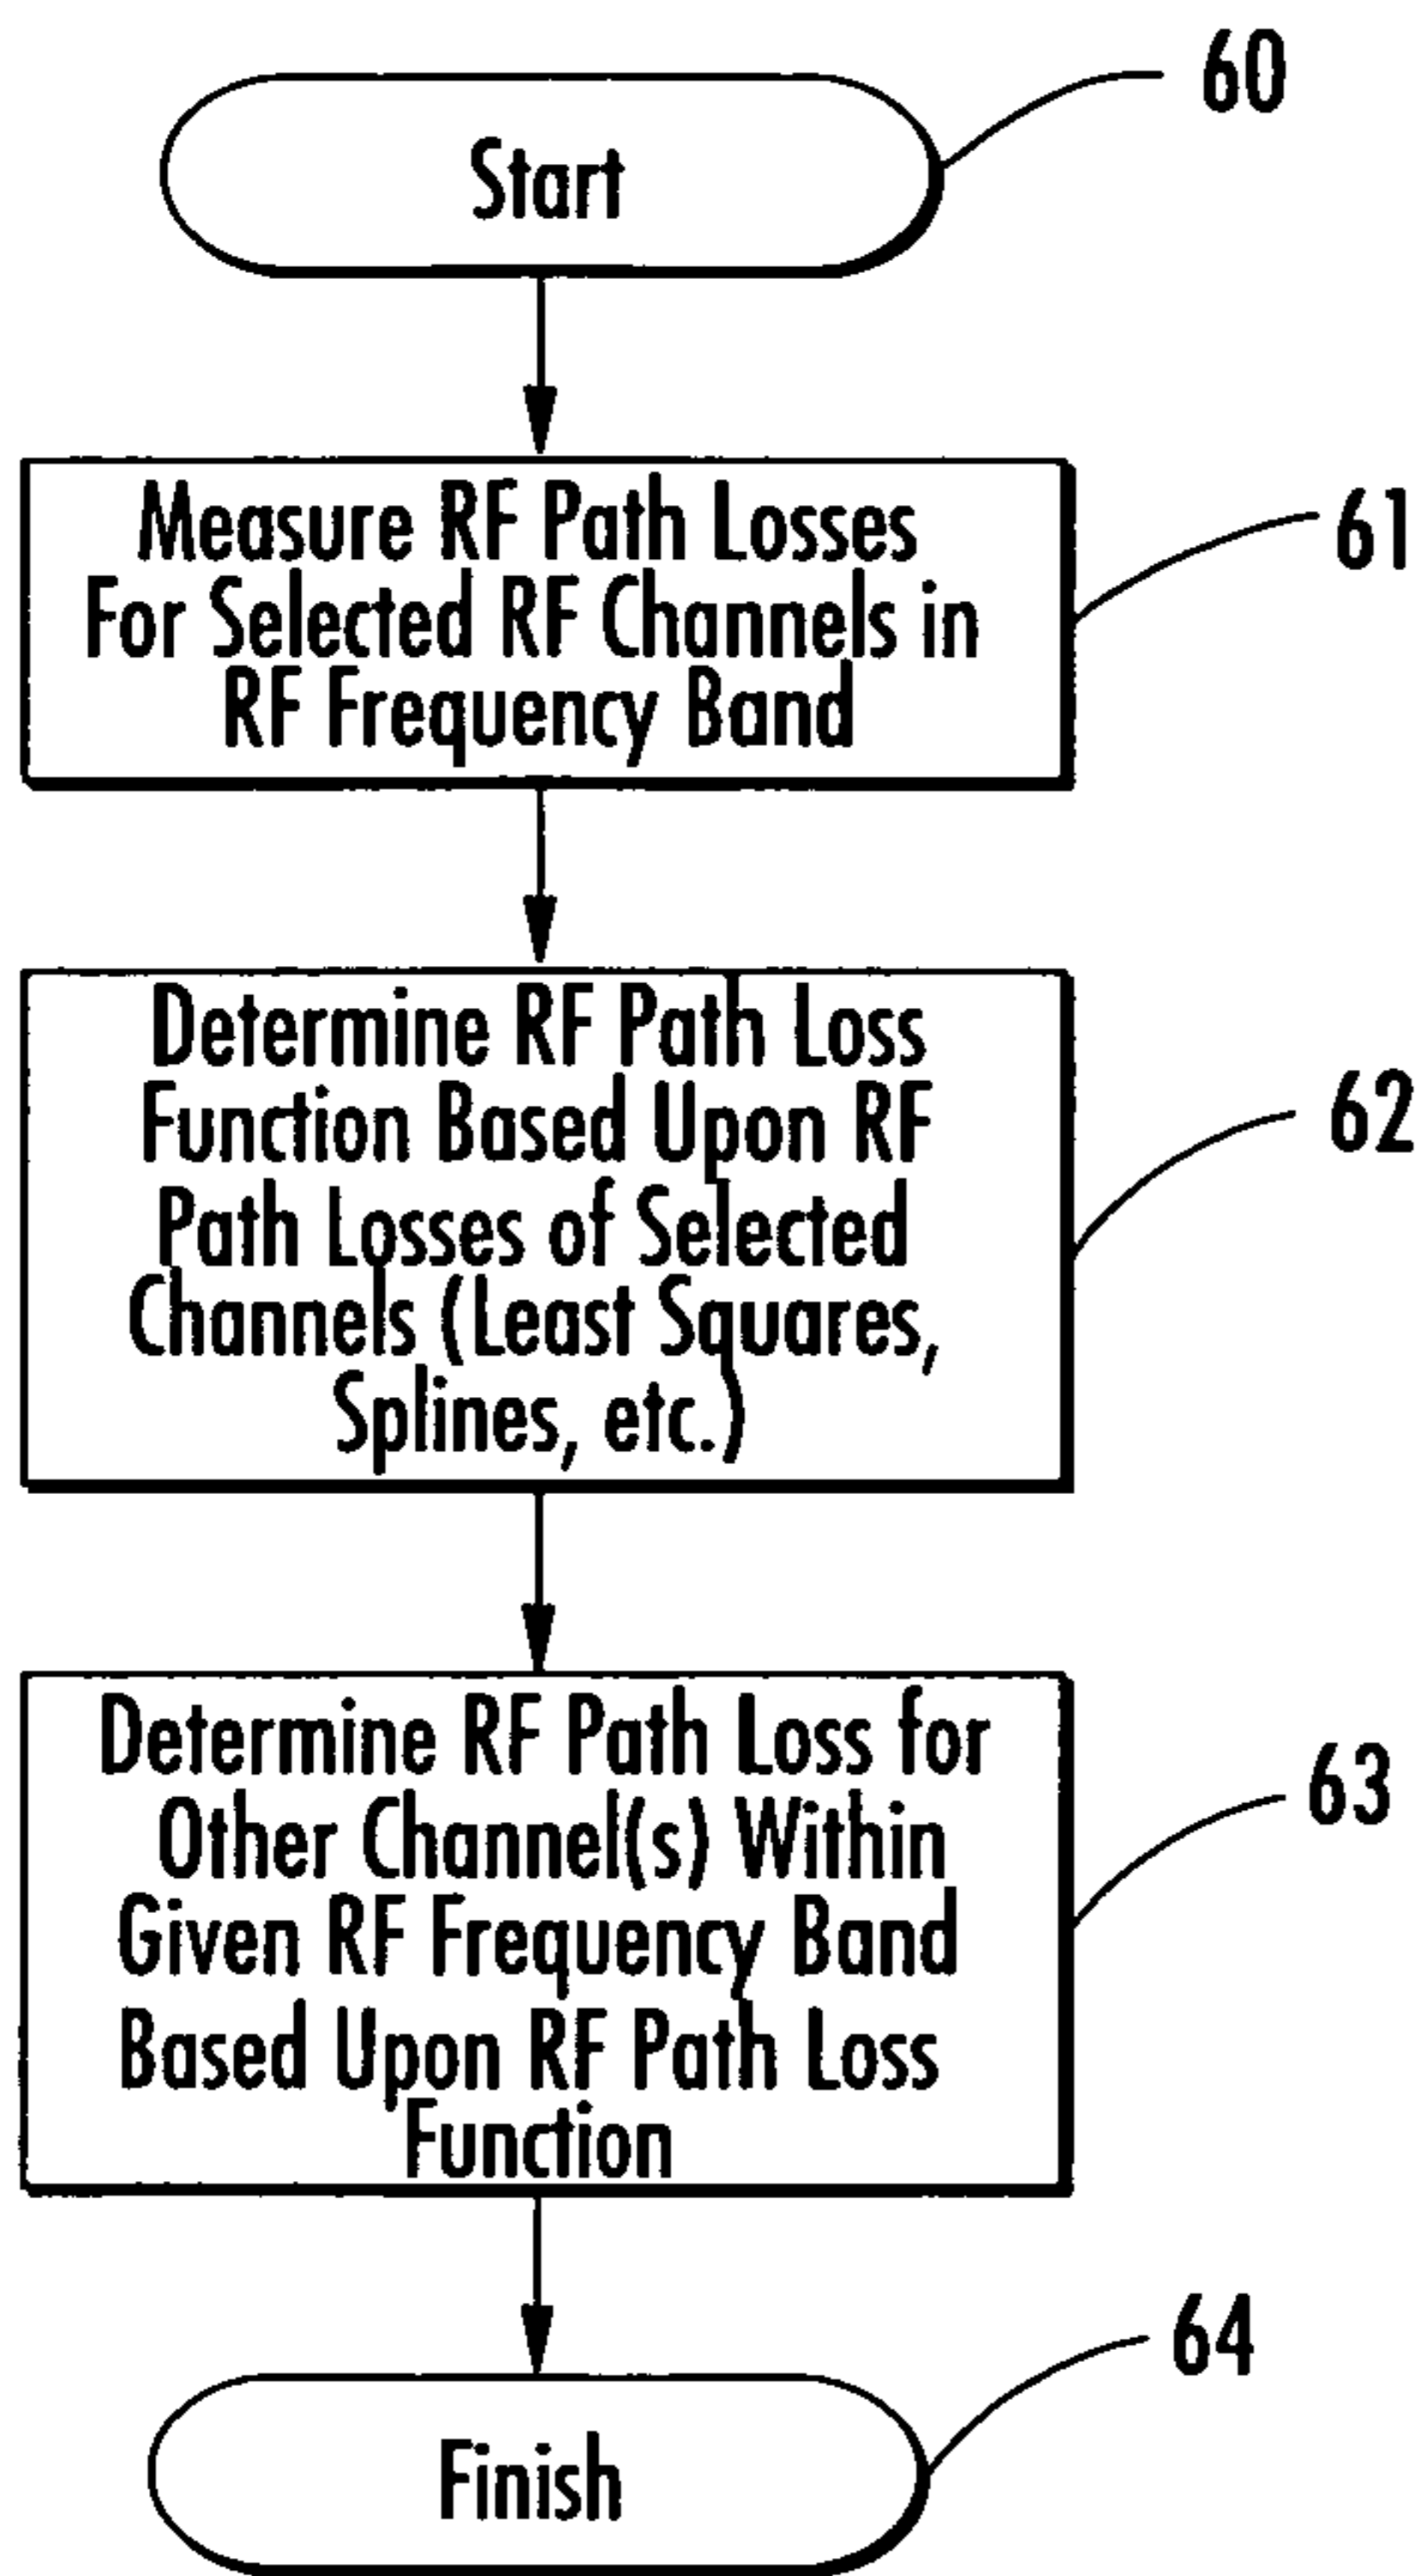 60
Start
Measure RF Path Losses
For Selected RF Channels in
RF Frequency Band
61
Determine RF Path Loss
Function Based Upon RF
Path Losses of Selected
Channels (Least Squares,
Splines, etc.)
62
Determine RF Path Loss for
Other Channel(s) Within
Given RF Frequency Band
Based Upon RF Path Loss
Function
63
64
Finish